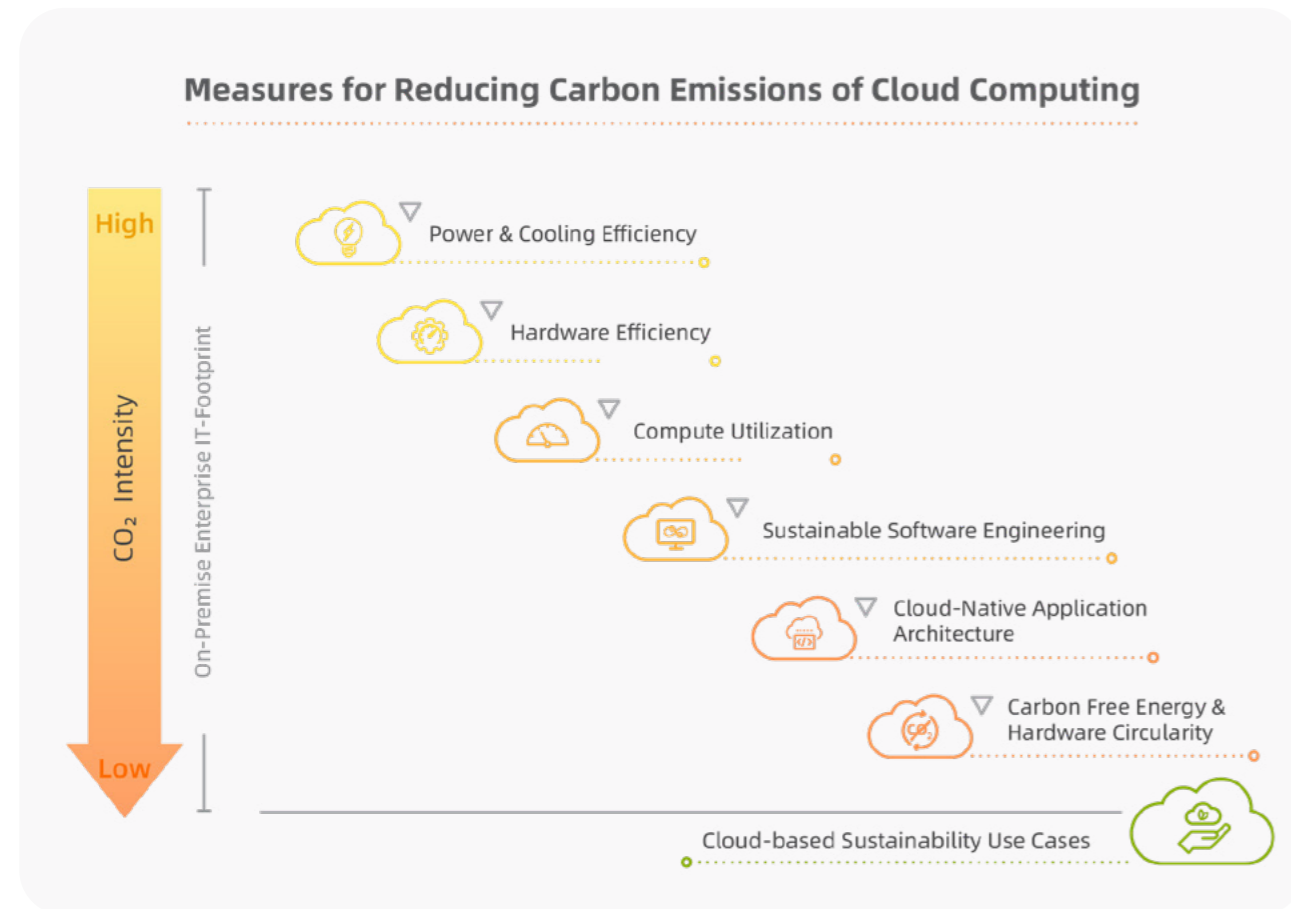 Measures for Reducing Carbon Emissions of Cloud Computing
High
CO₂ Intensity
Low
On-Premise Enterprise IT-Footprint
Power & Cooling Efficiency
Hardware Efficiency
Compute Utilization
Sustainable Software Engineering
</>
Cloud-Native Application
Architecture
CO₂
Carbon Free Energy &
Hardware Circularity
Cloud-based Sustainability Use Cases